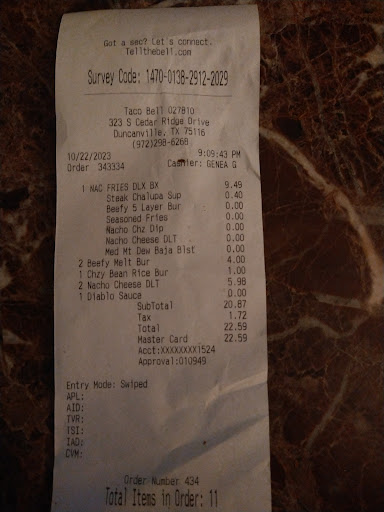 Got a sec? Let's connect.
Tellthebell.com
Survey Code: 1470-0138-2912-2029
Taco Bell 027810
323 S Cedar Ridge Drive
Duncanville, TX 75116
(972)298-6268
10/22/2023 9:09:43 PM
Order 343334 Cashier: GENEA G
1 NAC FRIES DLX BX 9.49
Steak Chalupa Sup 0.40
Beefy 5 Layer Bur 0.00
Seasoned Fries 0.00
Nacho Chz Dip 0.00
Nacho Cheese DLT 0.00
Med Mt Dew Baja Blst 0.00
2 Beefy Melt Bur 4.00
1 Chzy Bean Rice Bur 1.00
2 Nacho Cheese DLT 5.98
1 Diablo Sauce 0.00
SubTotal 20.87
Tax 1.72
Total 22.59
Master Card 22.59
Acct:XXXXXXXX1524
Approval:010949
Entry Mode: Swiped
APL:
AID:
TVR:
TSI:
IAD:
CVM:
Order Number 434
Total Items in Order: 11